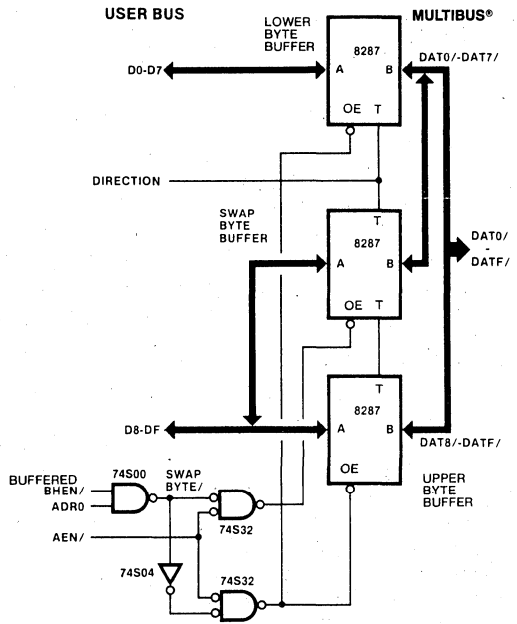 USER BUS
MULTIBUS®
LOWER
BYTE
BUFFER
8287
D0-D7
A
B
DAT0/-DAT7/
OE T
DIRECTION
SWAP
BYTE
BUFFER
T
8287
A
B
DAT0/
-
DATF/
OE T
T
8287
D8-DF
A
B
DAT8/-DATF/
OE
UPPER
BYTE
BUFFER
BUFFERED
BHEN/
ADR0
74S00
SWAP
BYTE/
74S32
AEN/
74S04
74S32